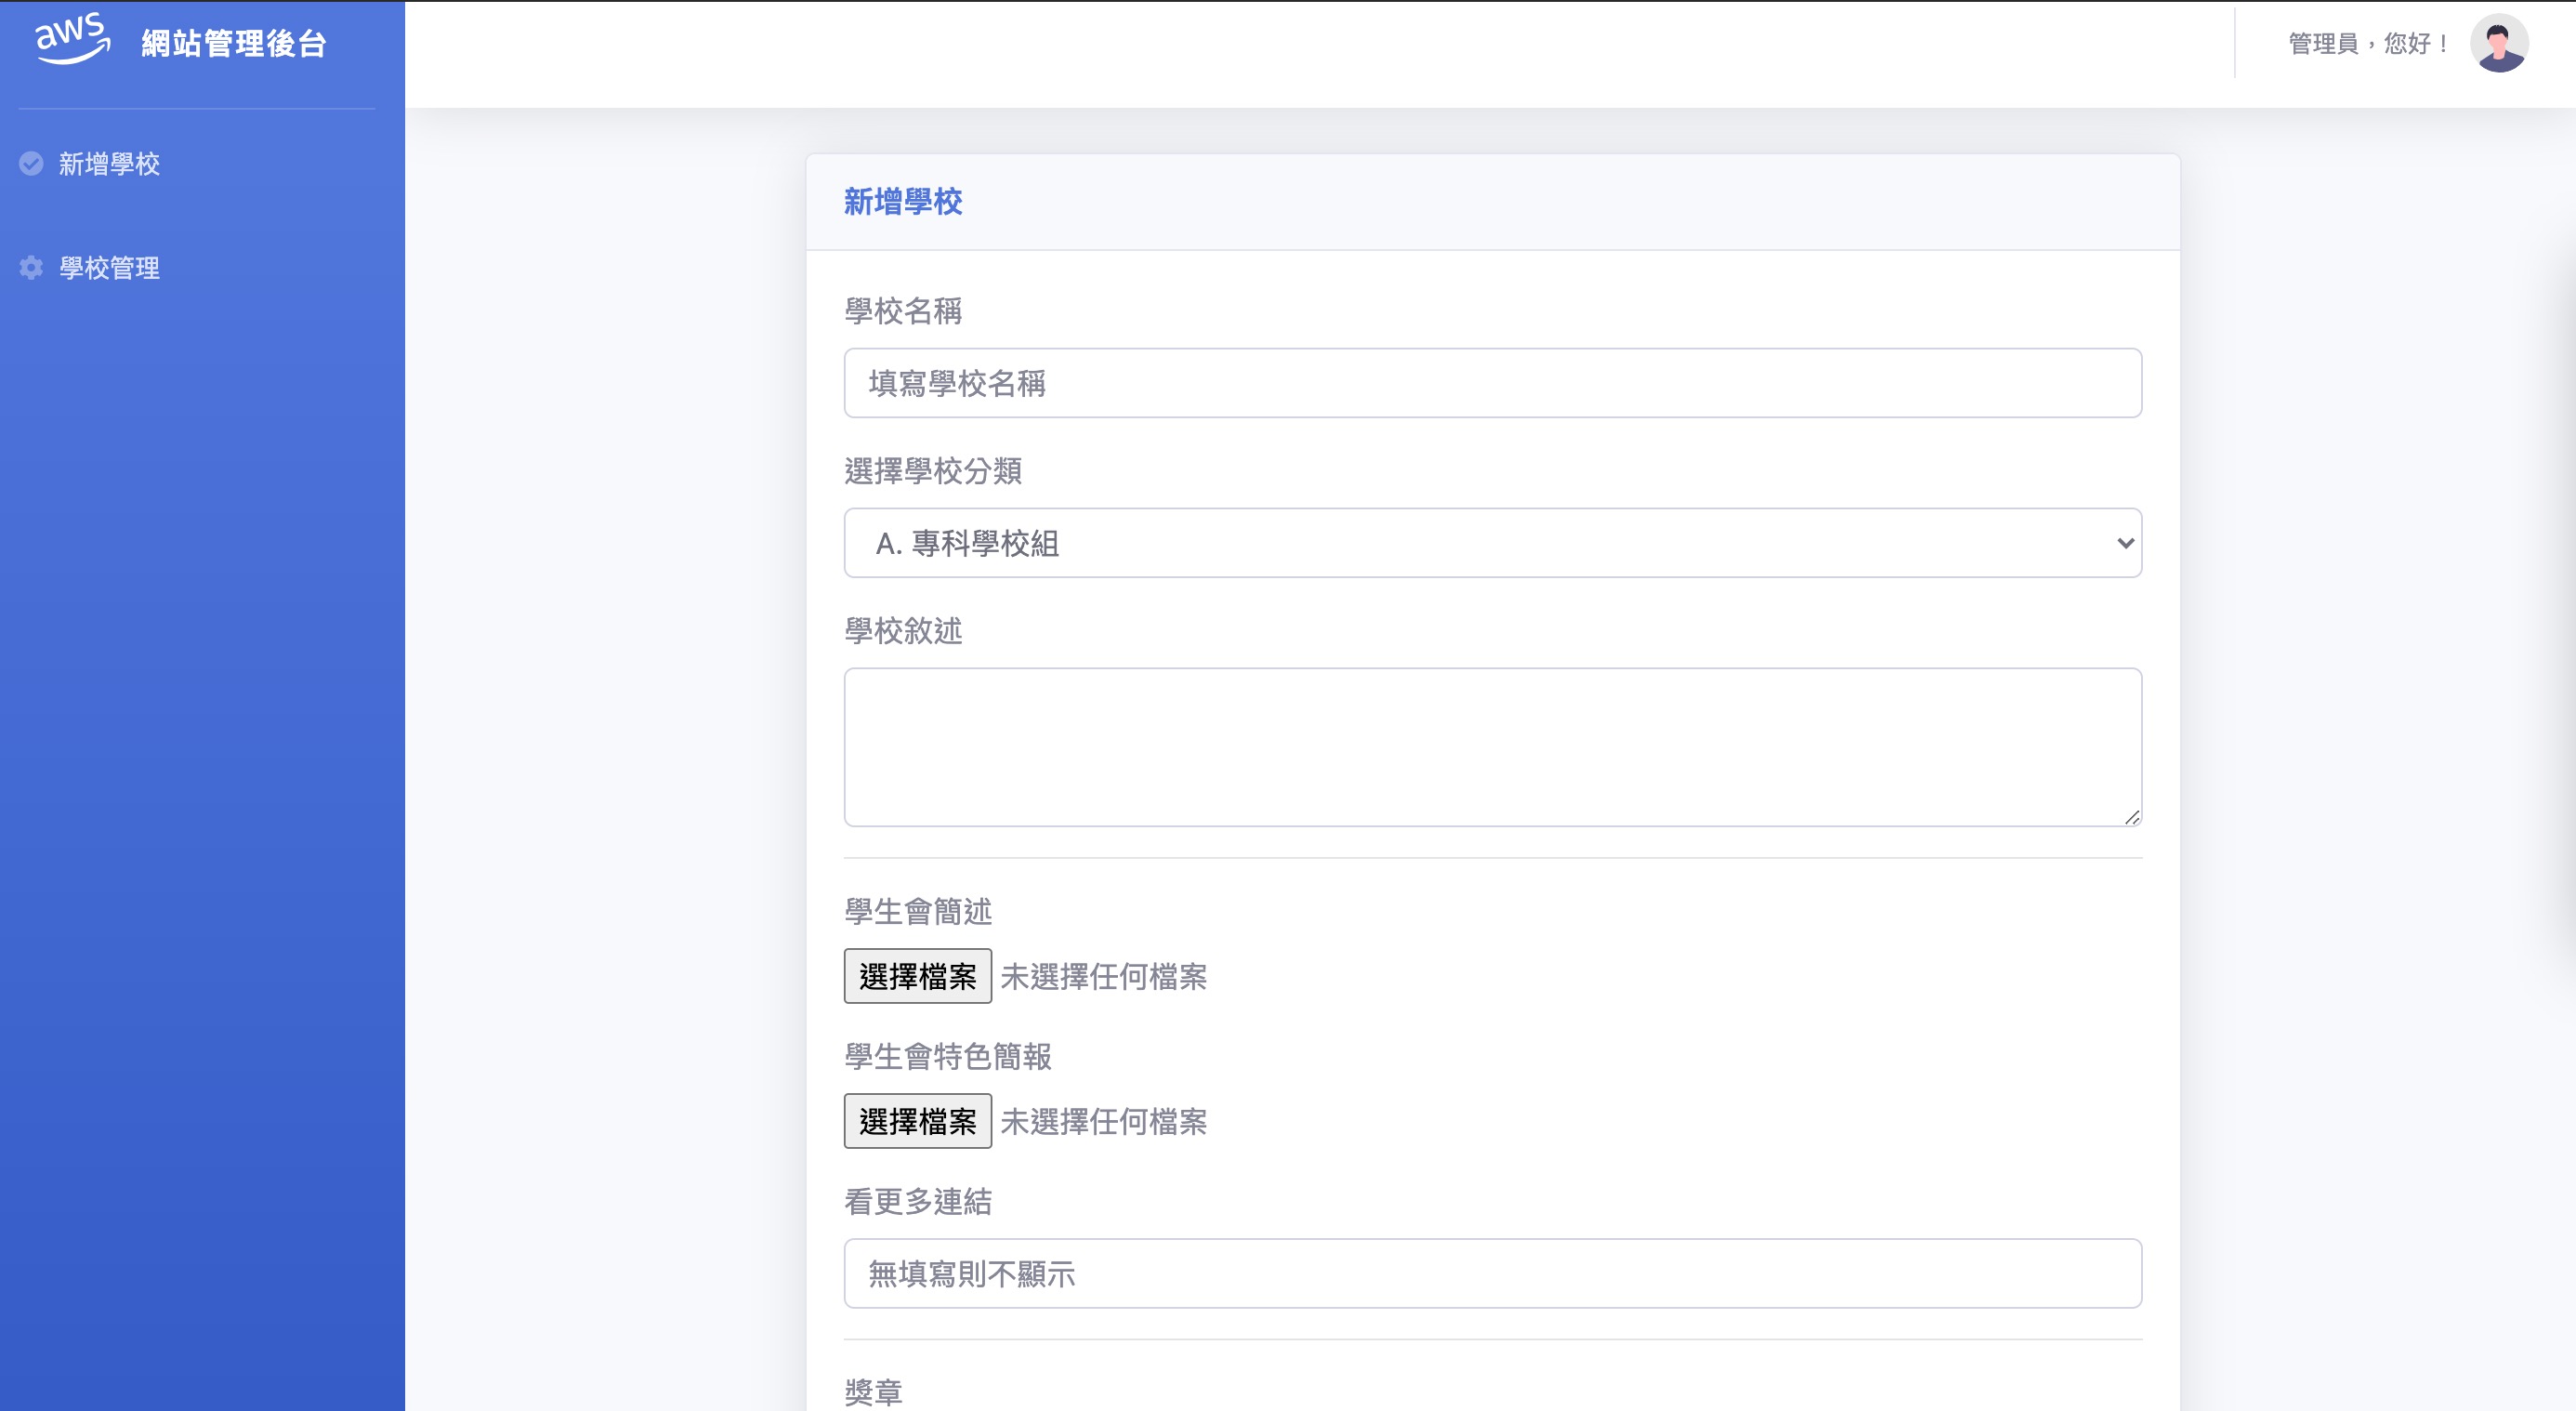 aws 網站管理後台
管理員，您好！
新增學校
學校管理
新增學校
學校名稱
填寫學校名稱
選擇學校分類
A. 專科學校組
學校敘述
學生會簡述
選擇檔案 未選擇任何檔案
學生會特色簡報
選擇檔案 未選擇任何檔案
看更多連結
無填寫則不顯示
獎章